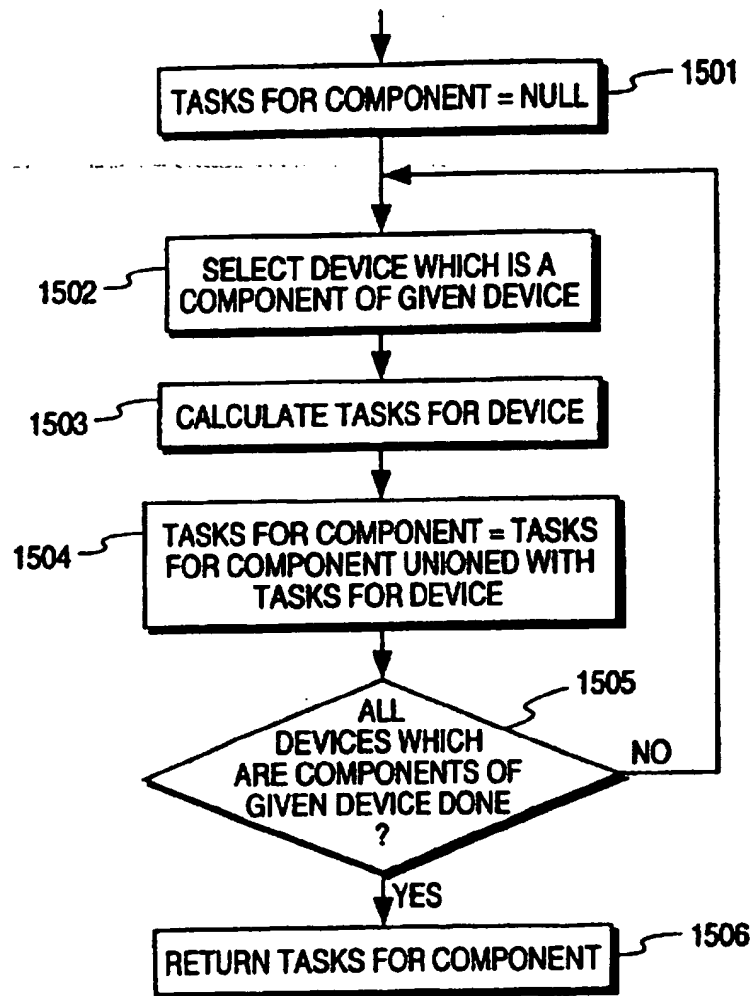 TASKS FOR COMPONENT = NULL
1501
SELECT DEVICE WHICH IS A
COMPONENT OF GIVEN DEVICE
1502
CALCULATE TASKS FOR DEVICE
1503
TASKS FOR COMPONENT = TASKS
FOR COMPONENT UNIONED WITH
TASKS FOR DEVICE
1504
1505
ALL
DEVICES WHICH
ARE COMPONENTS OF
GIVEN DEVICE DONE
?
NO
YES
RETURN TASKS FOR COMPONENT
1506